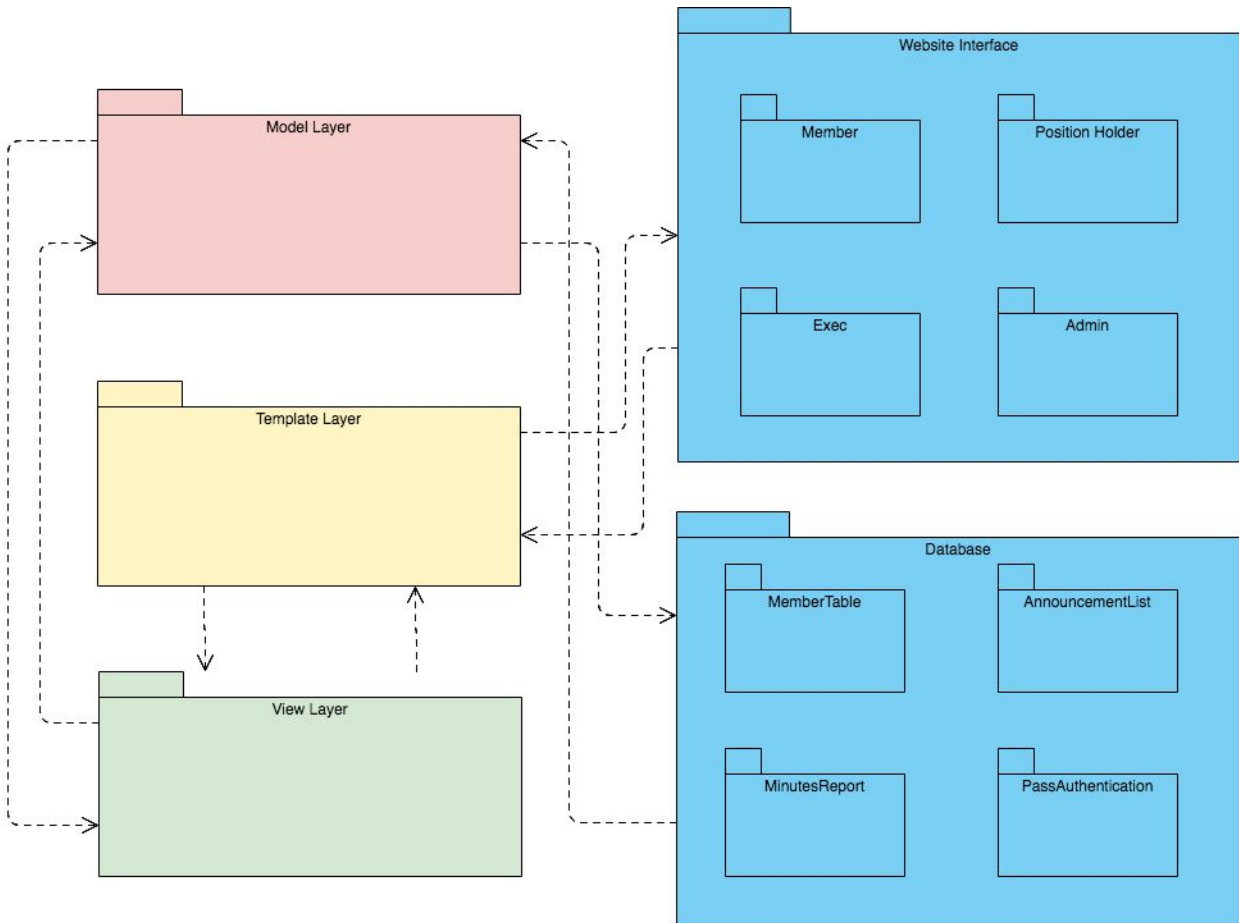 Website Interface
Model Layer
Member
Position Holder
Exec
Admin
Template Layer
Database
MemberTable
AnnouncementList
View Layer
MinutesReport
PassAuthentication